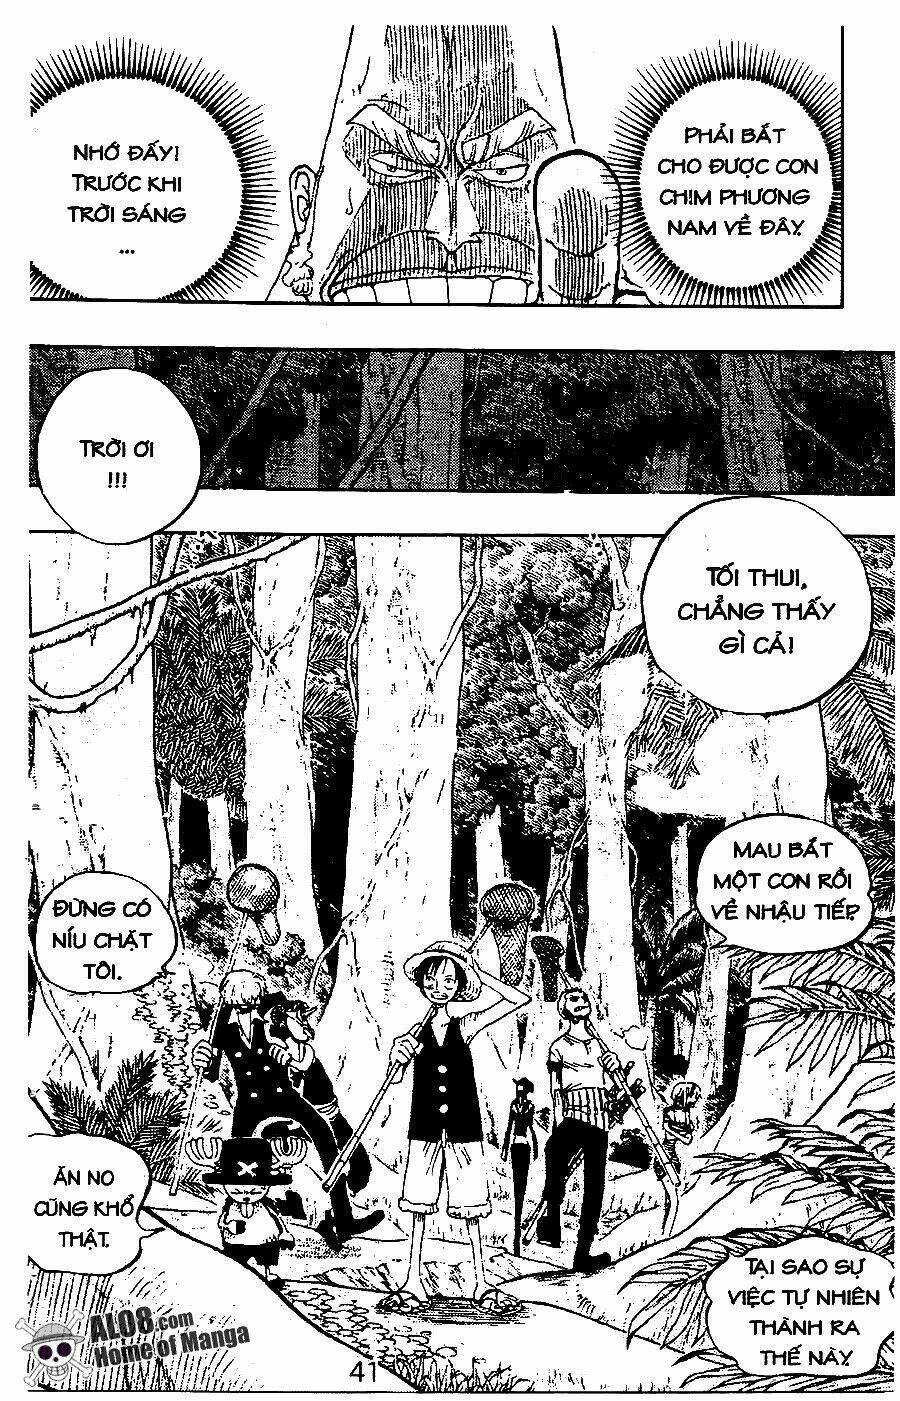 NHỚ ĐẤY!
TRƯỚC KHI
TRỜI SÁNG
...
PHẢI BẮT
CHO ĐƯỢC CON
CHIM PHƯƠNG
NAM VỀ ĐÂY.
TRỜI ƠI
!!!
TỐI THUI,
CHẲNG THẤY
GÌ CẢ!
MAU BẮT
MỘT CON RỒI
VỀ NHẬU TIẾP.
ĐỪNG CÓ
NÍU CHẶT
TÔI.
ĂN NO
CŨNG KHỔ
THẬT.
TẠI SAO SỰ
VIỆC TỰ NHIÊN
THÀNH RA
THẾ NÀY.
ALO8.com
Home of Manga
41